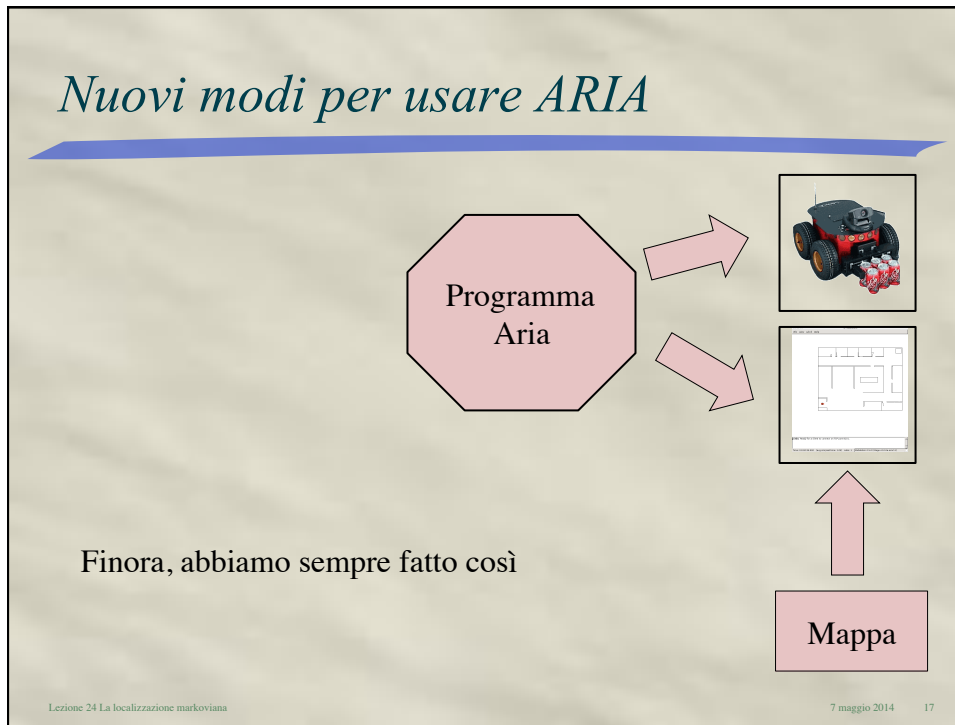 Nuovi modi per usare ARIA
Programma
Aria
Finora, abbiamo sempre fatto così
Mappa
Lezione 24 La localizzazione markoviana
7 maggio 2014
17